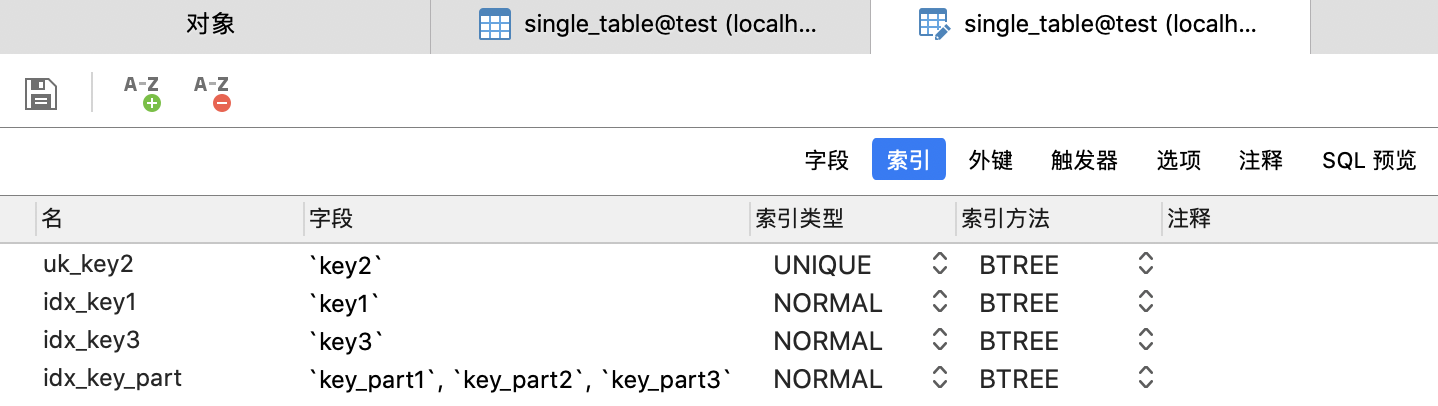 对象 single_table@test (localh... single_table@test (localh...
A-Z A-Z
字段 索引 外键 触发器 选项 注释 SQL 预览
名 字段 索引类型 索引方法 注释
uk_key2 `key2` UNIQUE BTREE
idx_key1 `key1` NORMAL BTREE
idx_key3 `key3` NORMAL BTREE
idx_key_part `key_part1`, `key_part2`, `key_part3` NORMAL BTREE